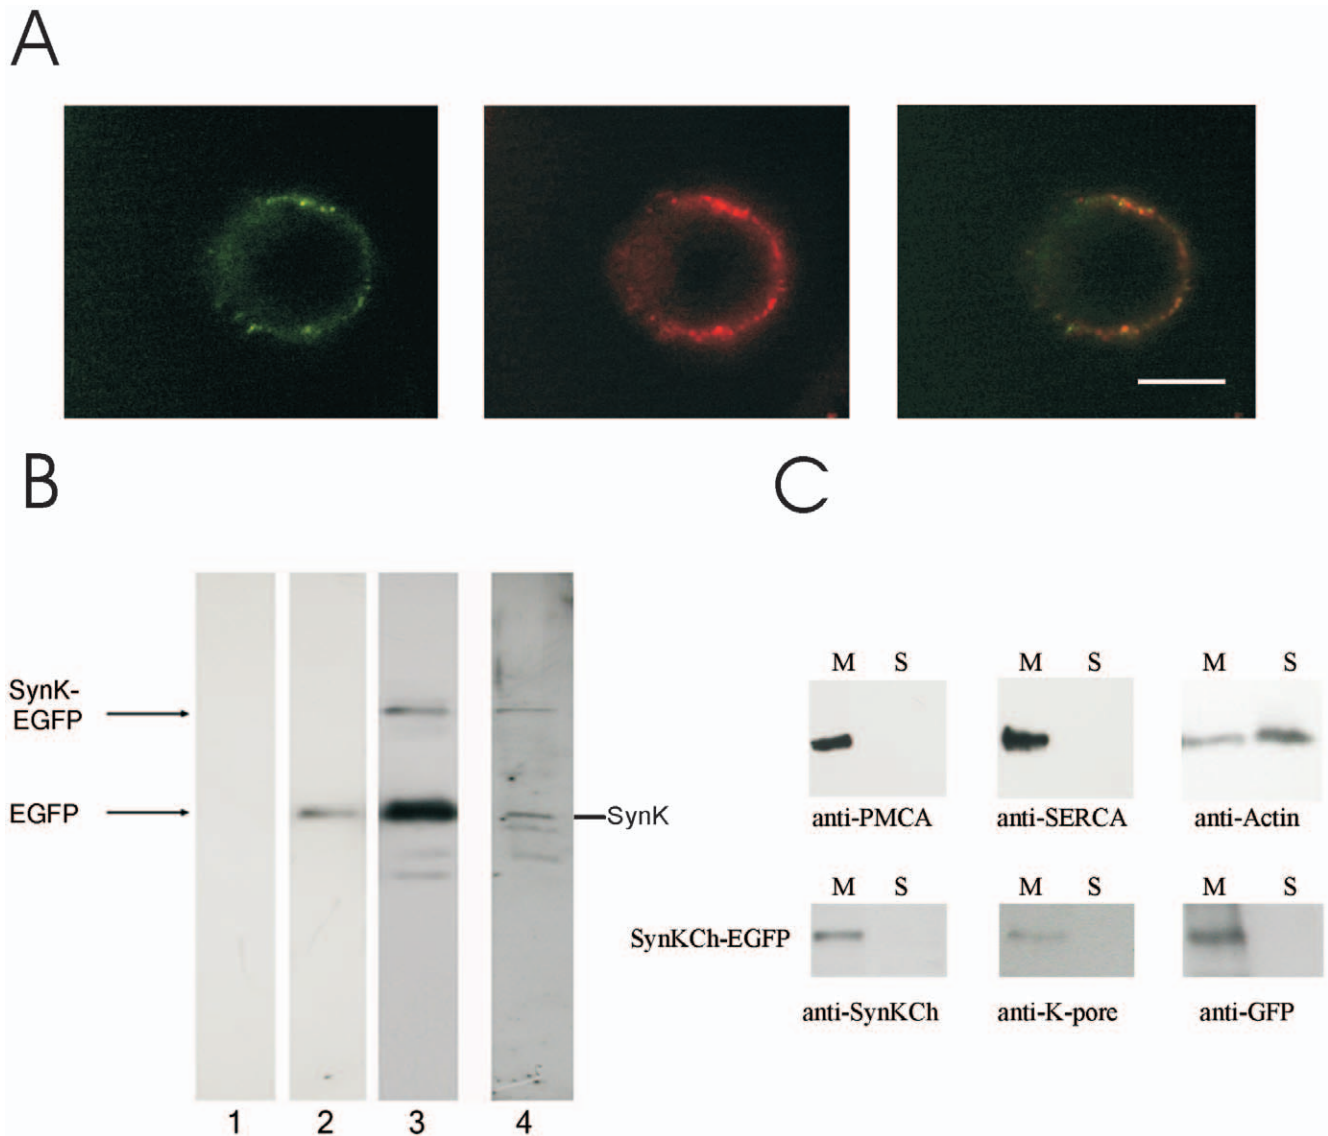 A
B
C
SynK-
EGFP
EGFP
SynK
1 2 3 4
M S M S M S
anti-PMCA anti-SERCA anti-Actin
M S M S M S
SynKCh-EGFP
anti-SynKCh anti-K-pore anti-GFP